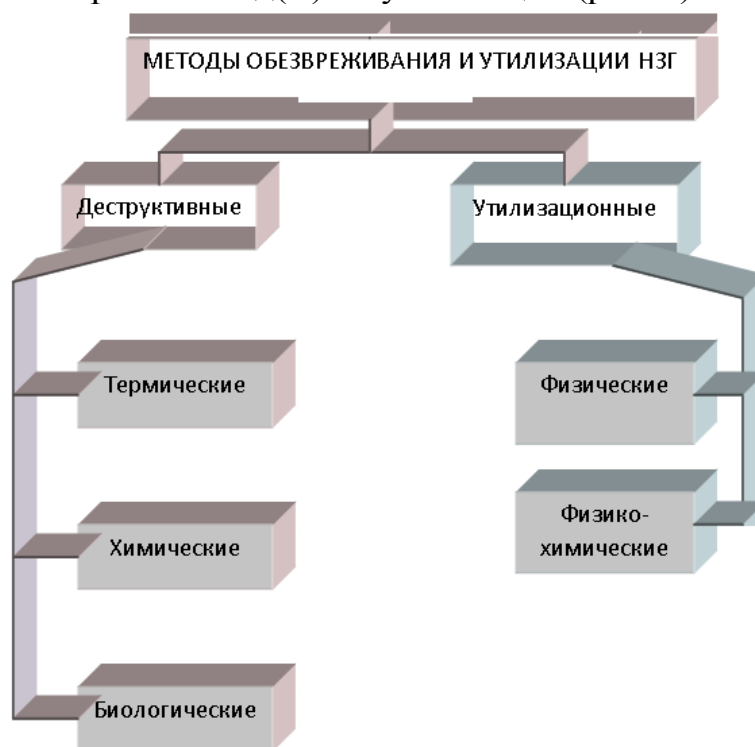 МЕТОДЫ ОБЕЗВРЕЖИВАНИЯ И УТИЛИЗАЦИИ НЗГ
Деструктивные
Утилизационные
Термические
Физические
Химические
Физико-
химические
Биологические